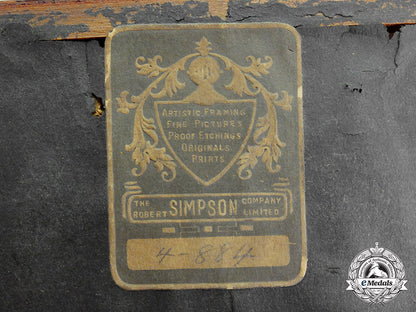 ARTISTIC FRAMING
FINE PICTURES
PROOF ETCHINGS
ORIGINALS
PRINTS
THE ROBERT SIMPSON COMPANY LIMITED
4-884
eMedals